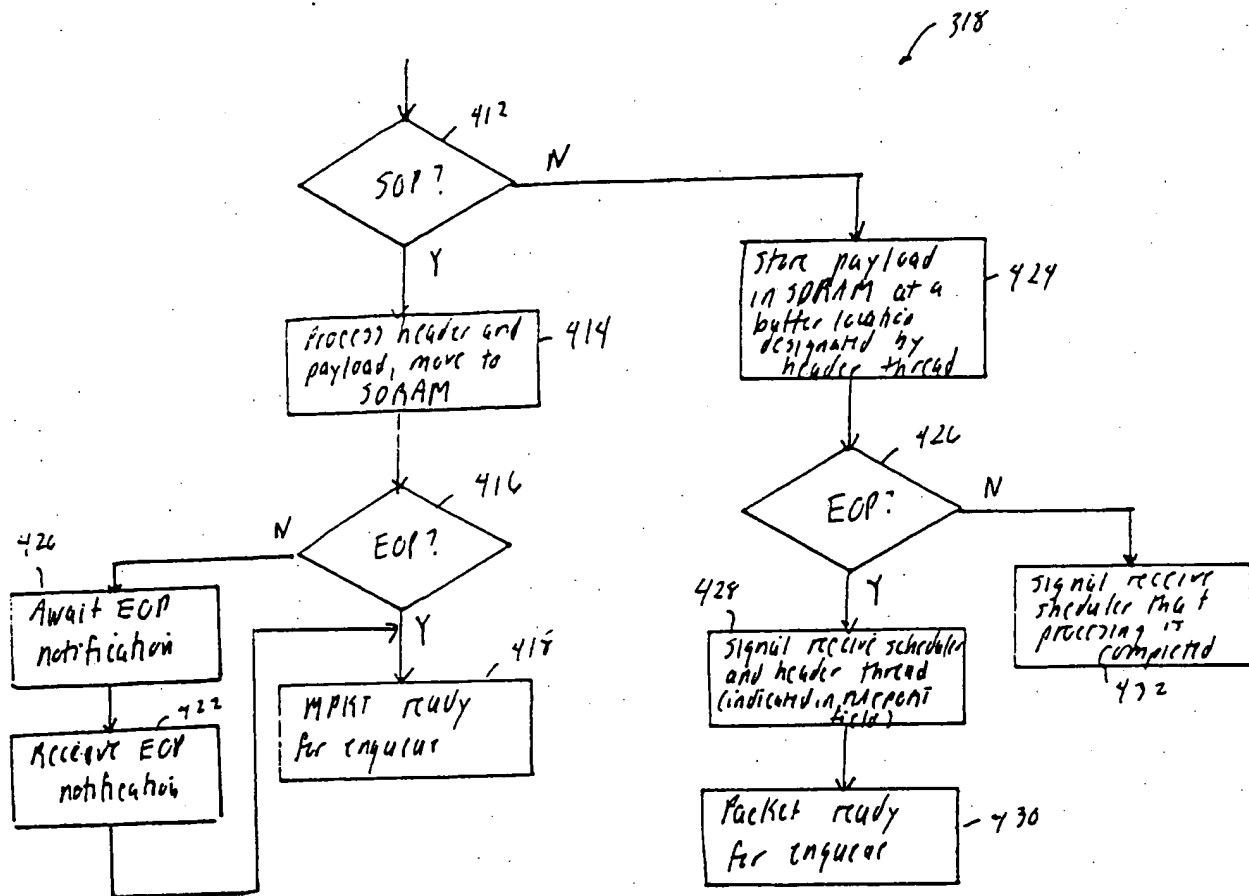 318
412
SOP?
N
Y
Process header and
payload, move to
SDRAM
414
Store payload
in SDRAM at a
buffer location
designated by
header thread
424
416
EOP?
N
Y
426
EOP?
N
Y
420
Await EOP
notification
422
Receive EOP
notification
418
MPKT ready
for enqueue
428
Signal receive scheduler
and header thread
(indicated in
field)
Signal receive
sheduler that
processing is
completed
432
Packet ready
for enqueue
430